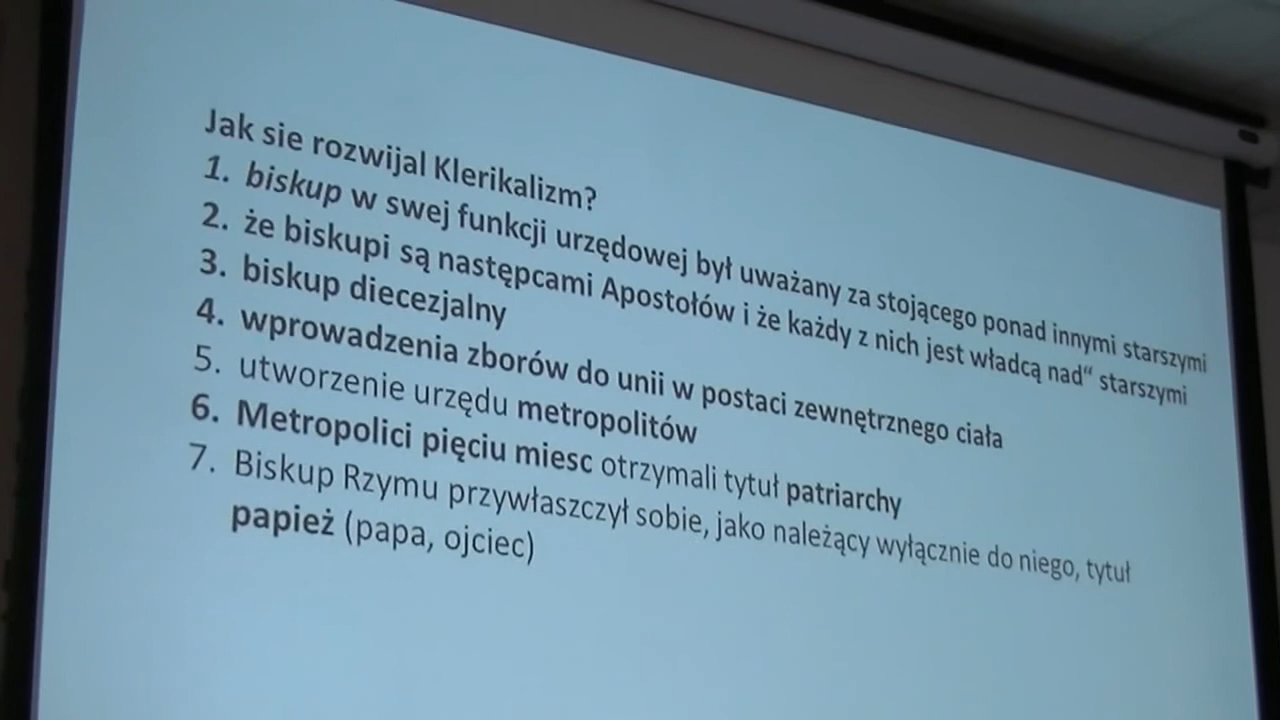 Jak sie rozwijal Klerikalizm?
1. biskup w swej funkcji urzędowej był uważany za stojącego ponad innymi starszymi
2. że biskupi są następcami Apostołów i że każdy z nich jest władcą nad“ starszymi
3. biskup diecezjalny
4. wprowadzenia zborów do unii w postaci zewnętrznego ciała
5. utworzenie urzędu metropolitów
6. Metropolici pięciu miesc otrzymali tytuł patriarchy
7. Biskup Rzymu przywłaszczył sobie, jako należący wyłącznie do niego, tytuł
papież (papa, ojciec)